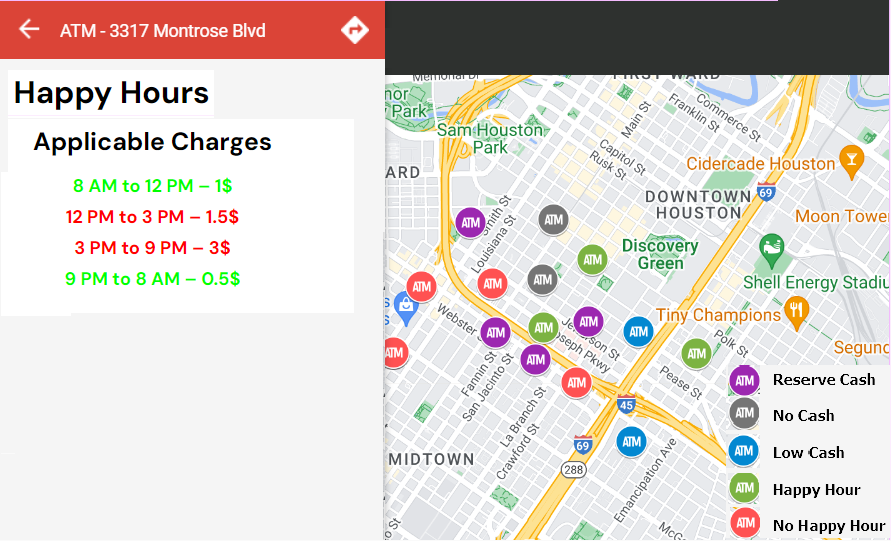 ATM - 3317 Montrose Blvd
Happy Hours
Applicable Charges
8 AM to 12 PM – 1$
12 PM to 3 PM – 1.5$
3 PM to 9 PM – 3$
9 PM to 8 AM – 0.5$
Memorial Dr
FIRST WARD
nor
Park
Sam Houston
Park
Main St
Franklin St
Commerce St
Capitol St
Rusk St
ARD
Cidercade Houston
69
DOWNTOWN
HOUSTON
Moon Tower
Smith St
Louisiana St
ATM
ATM
Discovery
Green
ATM
Shell Energy Stadiu
ATM
ATM
ATM
s
s
Tiny Champions
Webster S
ATM
ATM
ATM
ATM
Jefferson St
Joseph Pkwy
Polk St
Segund
ATM
ATM
ATM
ATM
Fannin St
San Jacinto St
Pease St
45
La Branch St
Crawford St
69
ATM
MIDTOWN
288
Emancipation Ave
McG
o St
ATM Reserve Cash
ATM No Cash
ATM Low Cash
ATM Happy Hour
ATM No Happy Hour